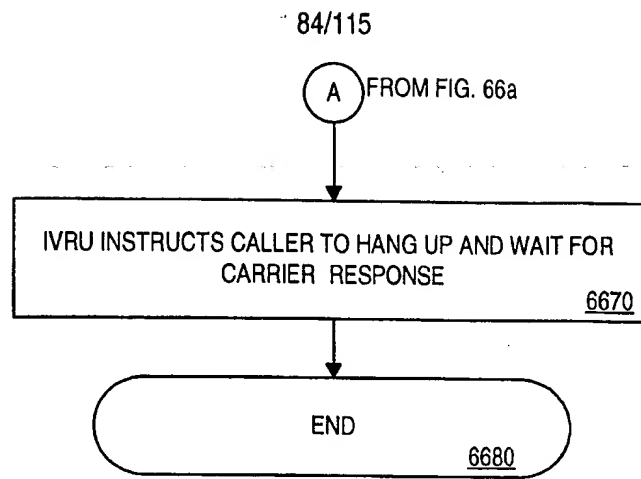 84/115
A FROM FIG. 66a
IVRU INSTRUCTS CALLER TO HANG UP AND WAIT FOR
CARRIER RESPONSE
6670
END
6680